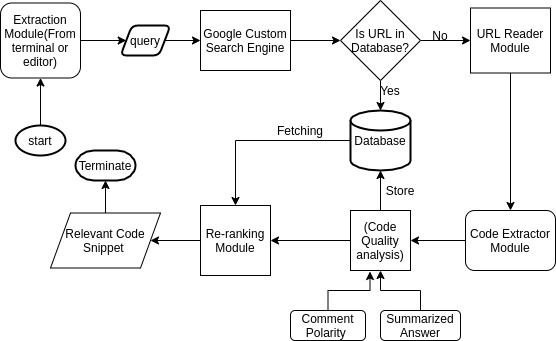 Extraction
Module(From
terminal or
editor)
query
Google Custom
Search Engine
Is URL in
Database?
No
URL Reader
Module
Yes
start
Fetching
Database
Terminate
Store
Relevant Code
Snippet
Re-ranking
Module
(Code
Quality
analysis)
Code Extractor
Module
Comment
Polarity
Summarized
Answer